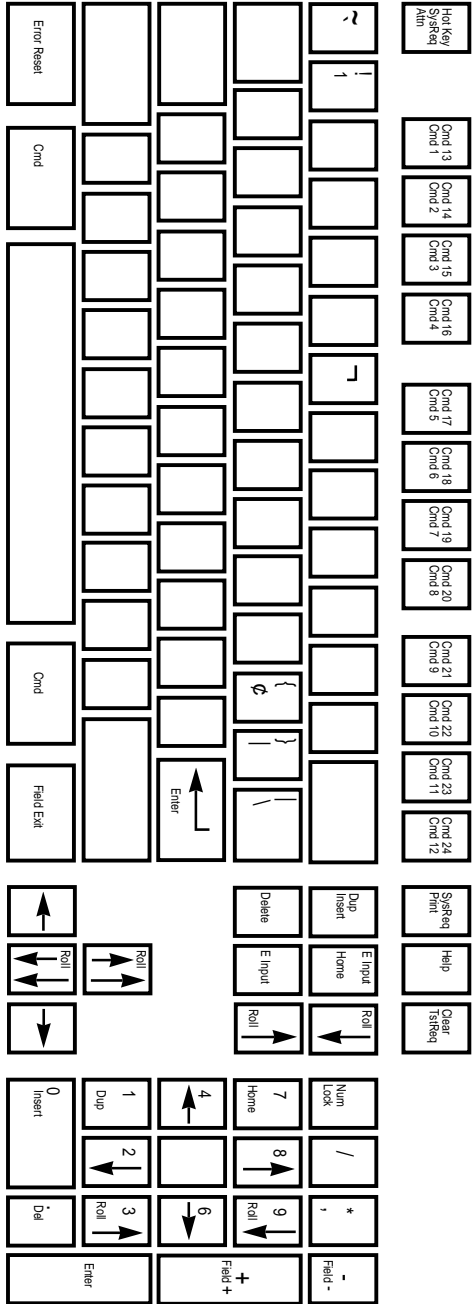 Hot Key
SysReq
Attn
Cmd 13
Cmd 1
Cmd 14
Cmd 2
Cmd 15
Cmd 3
Cmd16
Cmd 4
Cmd 17
Cmd 5
Cmd 18
Cmd 6
Cmd 19
Cmd 7
Cmd 20
Cmd 8
Cmd 21
Cmd 9
Cmd 22
Cmd 10
Cmd 23
Cmd 11
Cmd 24
Cmd 12
SysReq
Print
Help
Clear
TstReq
~ `
!
1
¬
Dup
Insert
E Input
Home
Roll
Num
Lock
/
*
,
-
Field -
{
¢
}
|
|
\
Delete
E Input
Roll
7
Home
8
9
Roll
+
Field +
Enter
4
6
Roll
1
Dup
2
3
Roll
Enter
Error Reset
Cmd
Cmd
Field Exit
Roll
0
Insert
.
Del